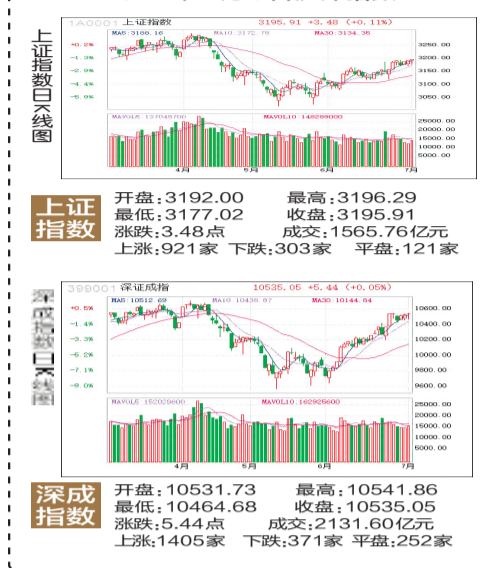 上证指数日K线图
1A0001 上证指数 3195.91 +3.48 (+0.11%)
MA5:3186.16 MA10:3172.78 MA30:3134.35
+0.2%
-1.3%
-2.9%
-4.4%
-5.9%
3250.00
3200.00
3150.00
3100.00
3050.00
MAVOL5 137048700 MAVOL10 148289000
25000.00
20000.00
15000.00
10000.00
5000.00
4月 5月 6月 7月
上证指数
开盘:3192.00 最高:3196.29
最低:3177.02 收盘:3195.91
涨跌:3.48点 成交:1565.76亿元
上涨:921家 下跌:303家 平盘:121家
深成指数日K线图
399001 深证成指 10535.05 +5.44 (+0.05%)
MA5:10512.69 MA10:10436.87 MA30:10144.64
+0.5%
-1.4%
-3.3%
-5.2%
-7.1%
-9.0%
10600.00
10400.00
10200.00
10000.00
9800.00
9600.00
MAVOL5 152029600 MAVOL10:162925600
25000.00
20000.00
15000.00
10000.00
5000.00
4月 5月 6月 7月
深成指数
开盘:10531.73 最高:10541.86
最低:10464.68 收盘:10535.05
涨跌:5.44点 成交:2131.60亿元
上涨:1405家 下跌:371家 平盘:252家